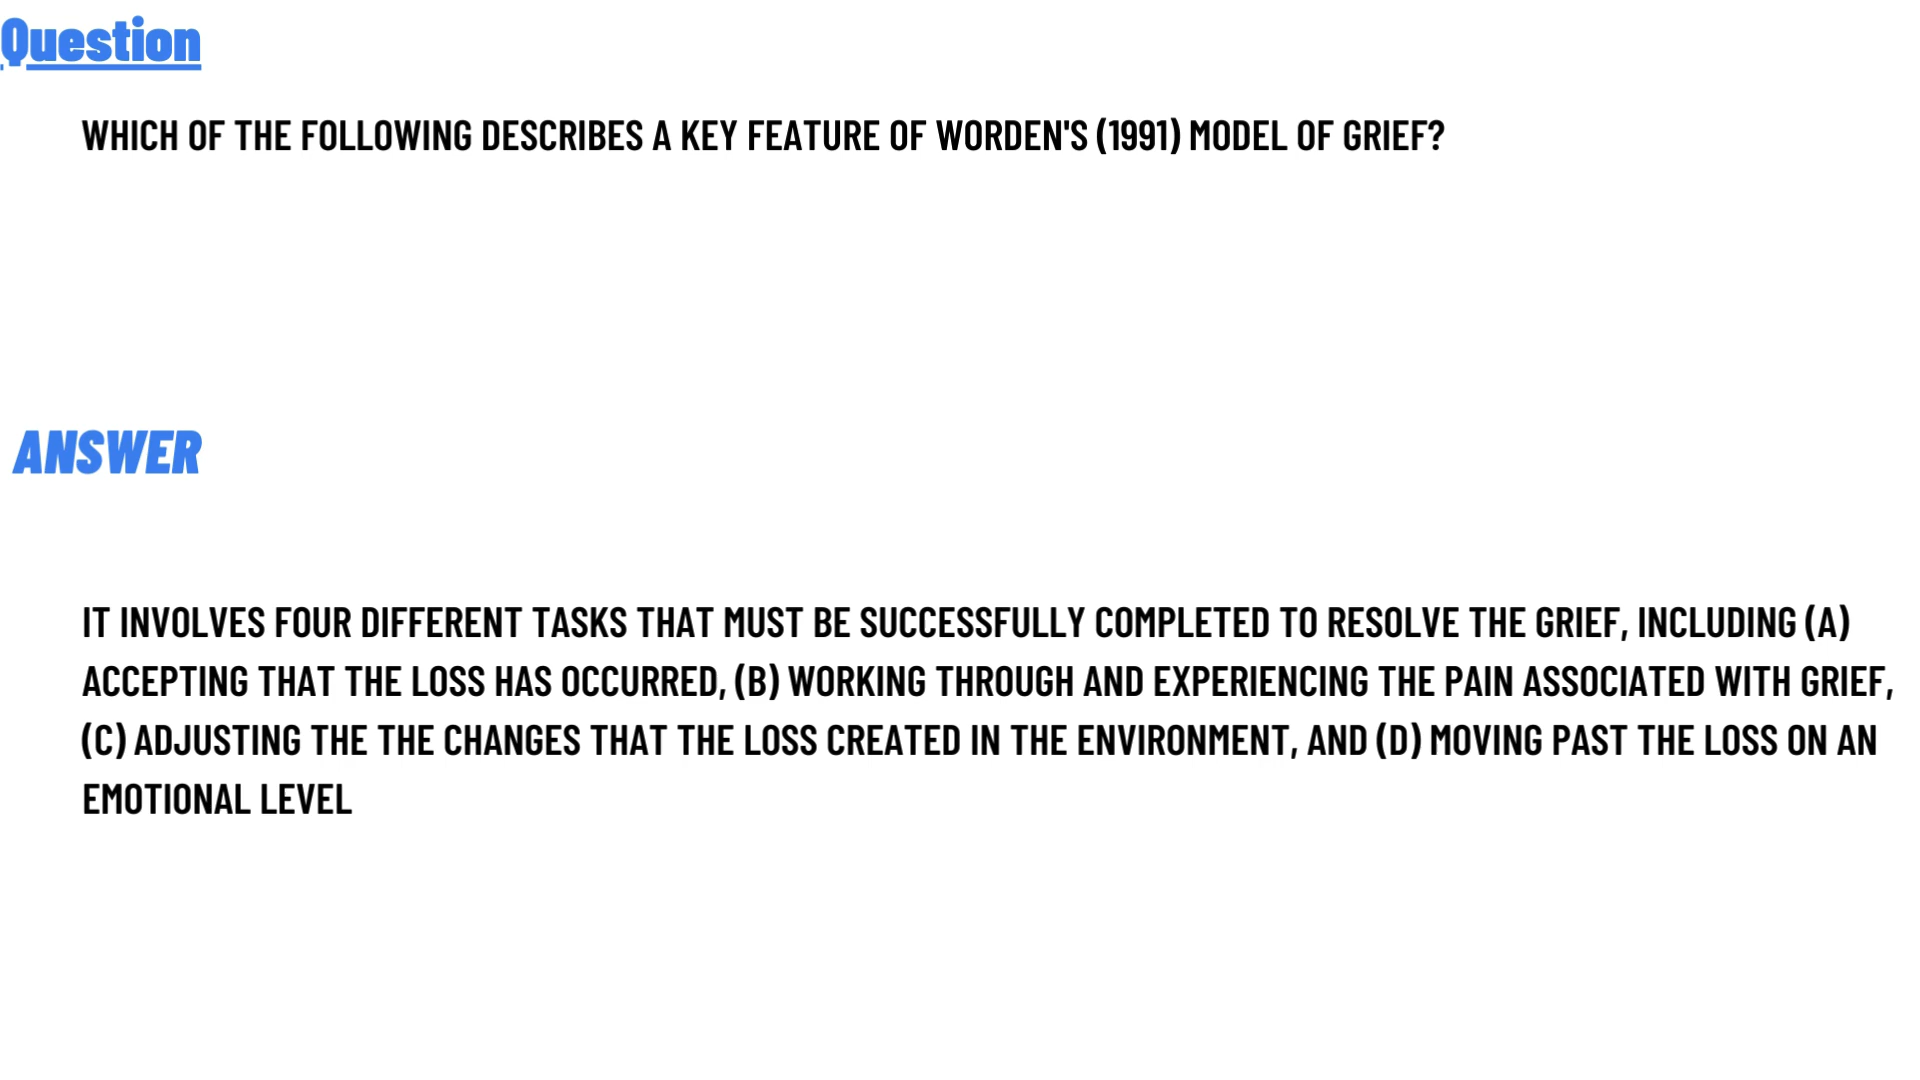 Question
WHICH OF THE FOLLOWING DESCRIBES A KEY FEATURE OF WORDEN'S (1991) MODEL OF GRIEF?
ANSWER
IT INVOLVES FOUR DIFFERENT TASKS THAT MUST BE SUCCESSFULLY COMPLETED TO RESOLVE THE GRIEF, INCLUDING (A)
ACCEPTING THAT THE LOSS HAS OCCURRED, (B) WORKING THROUGH AND EXPERIENCING THE PAIN ASSOCIATED WITH GRIEF,
(C) ADJUSTING THE THE CHANGES THAT THE LOSS CREATED IN THE ENVIRONMENT, AND (D) MOVING PAST THE LOSS ON AN
EMOTIONAL LEVEL